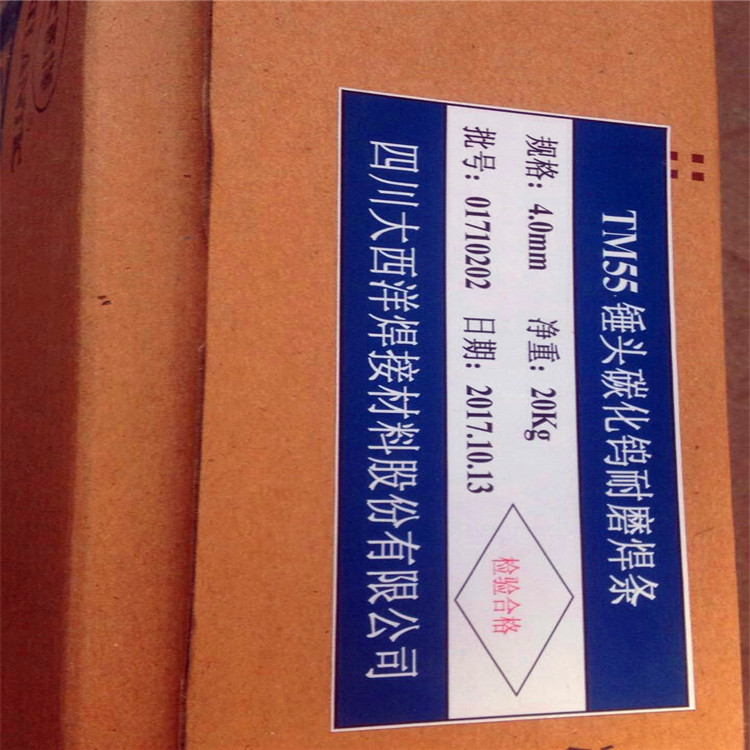 TM55 锤头碳化钨耐磨焊条
规格: 4.0mm 净重: 20Kg
批号: 01710202 日期: 2017.10.13
检验合格
四川大西洋焊接材料股份有限公司